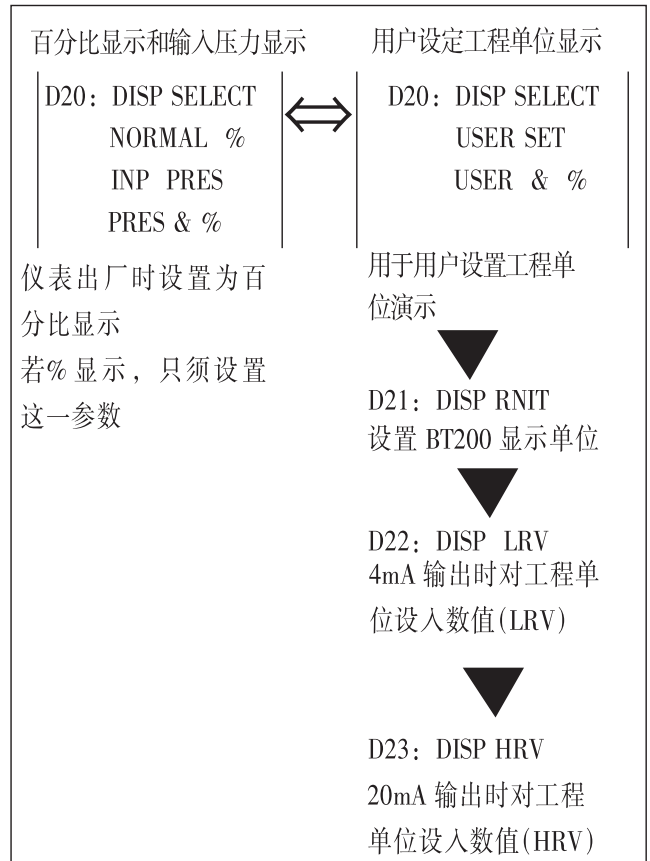 百分比显示和输入压力显示
D20：DISP SELECT
NORMAL %
INP PRES
PRES & %
仪表出厂时设置为百
分比显示
若%显示，只须设置
这一参数
用户设定工程单位显示
D20：DISP SELECT
USER SET
USER & %
用于用户设置工程单
位演示
D21：DISP RNIT
设置 BT200 显示单位
D22：DISP LRV
4mA 输出时对工程单
位设入数值(LRV)
D23：DISP HRV
20mA 输出时对工程
单位设入数值(HRV)